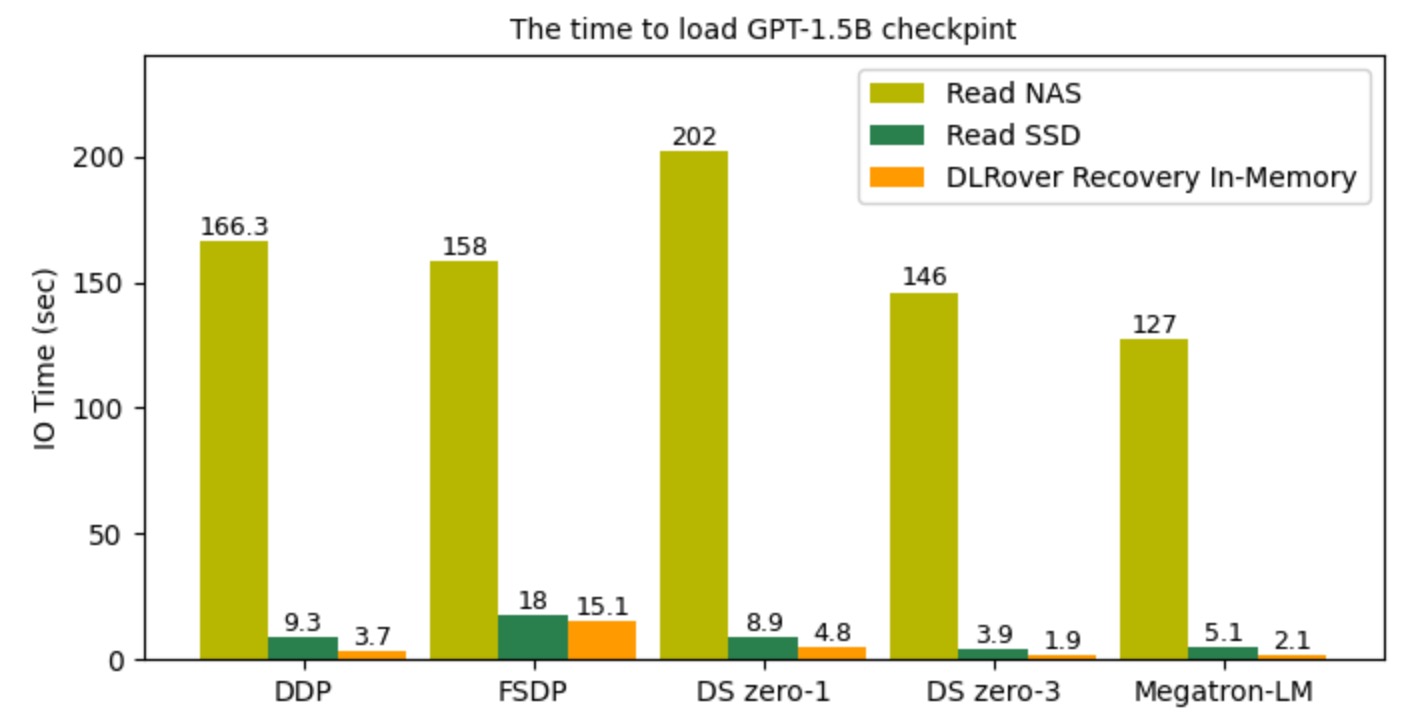 The time to load GPT-1.5B checkpint
Read NAS
Read SSD
DLRover Recovery In-Memory
IO Time (sec)
200
150
100
50
0
166.3
9.3
3.7
158
18
15.1
202
8.9
4.8
146
3.9
1.9
127
5.1
2.1
DDP
FSDP
DS zero-1
DS zero-3
Megatron-LM